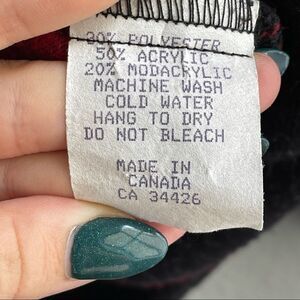 30% POLYESTER
50% ACRYLIC
20% MODACRYLIC
MACHINE WASH
COLD WATER
HANG TO DRY
DO NOT BLEACH
MADE IN
CANADA
CA 34426